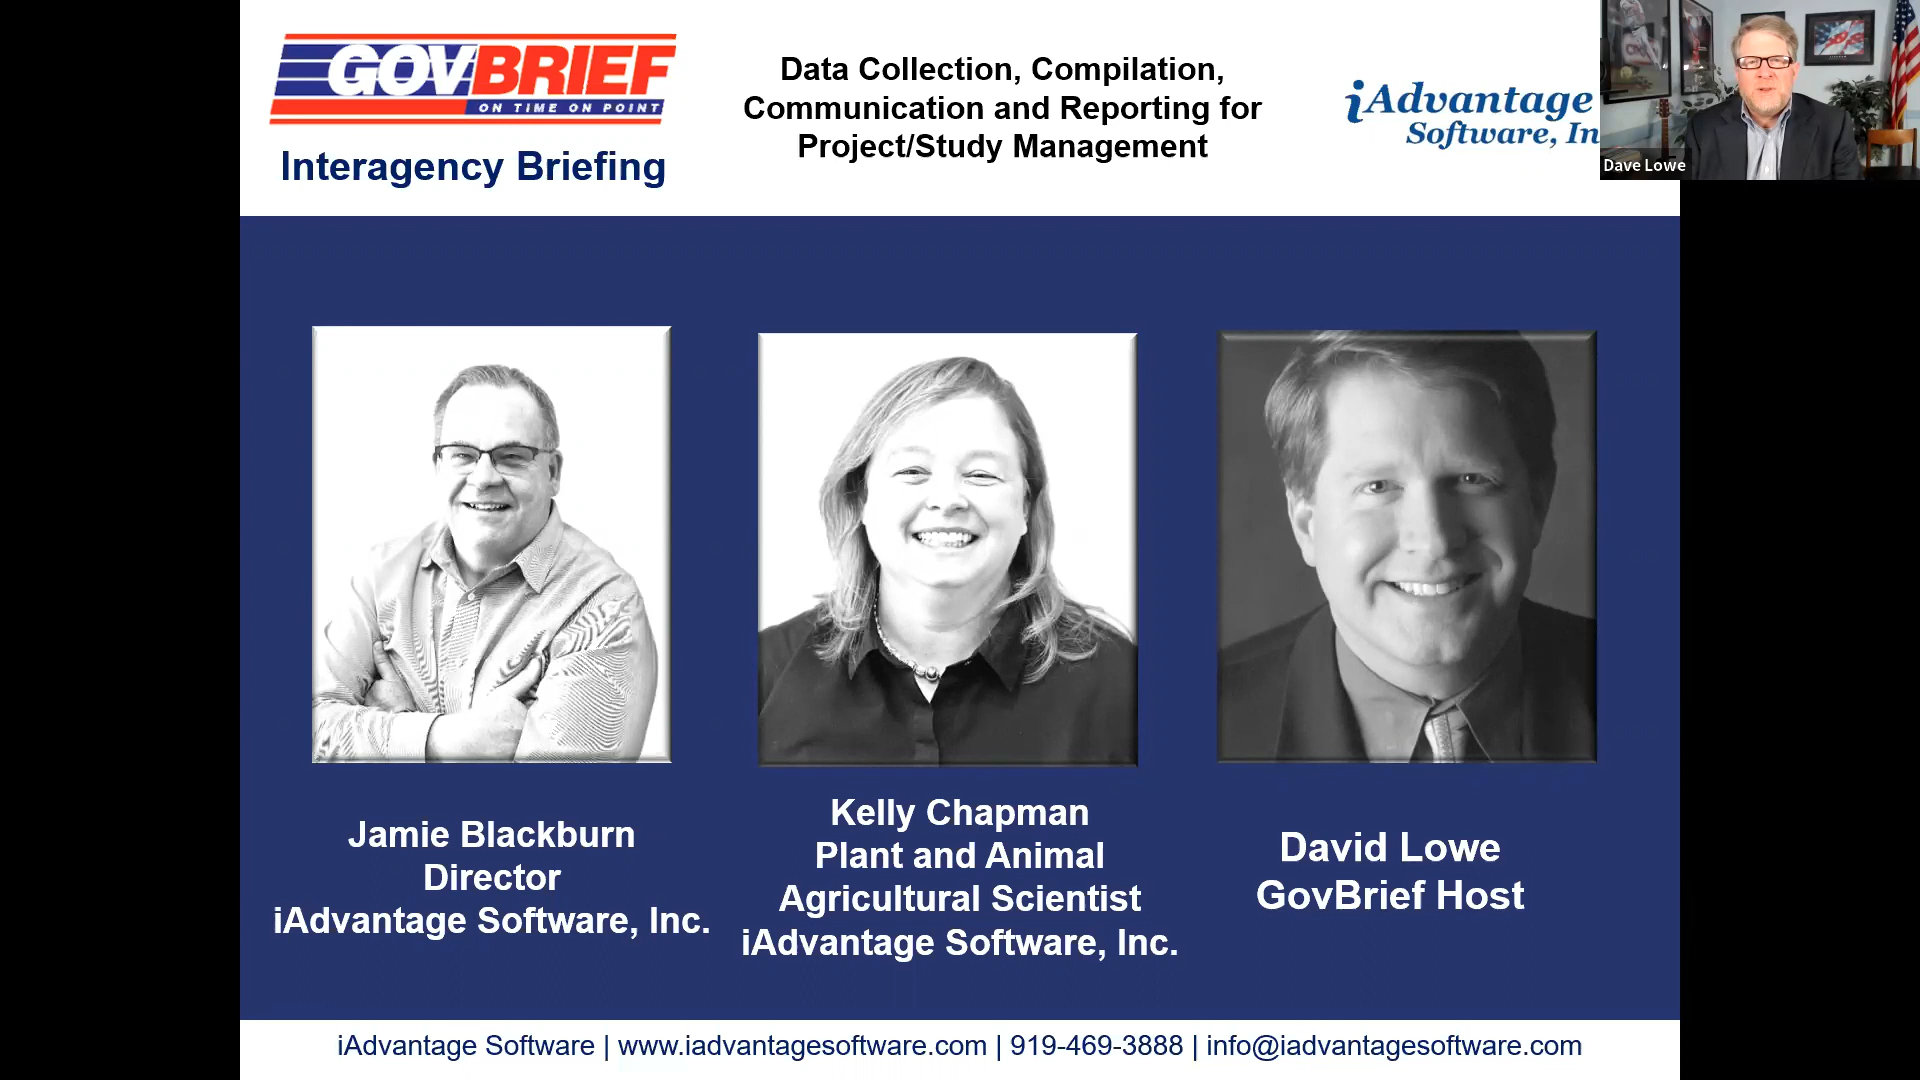 GOVBRIEF
ON TIME ON POINT
Interagency Briefing
Data Collection, Compilation,
Communication and Reporting for
Project/Study Management
iAdvantage
Software, In
Dave Lowe
Jamie Blackburn
Director
iAdvantage Software, Inc.
Kelly Chapman
Plant and Animal
Agricultural Scientist
iAdvantage Software, Inc.
David Lowe
GovBrief Host
iAdvantage Software | www.iadvantagesoftware.com | 919-469-3888 | info@iadvantagesoftware.com